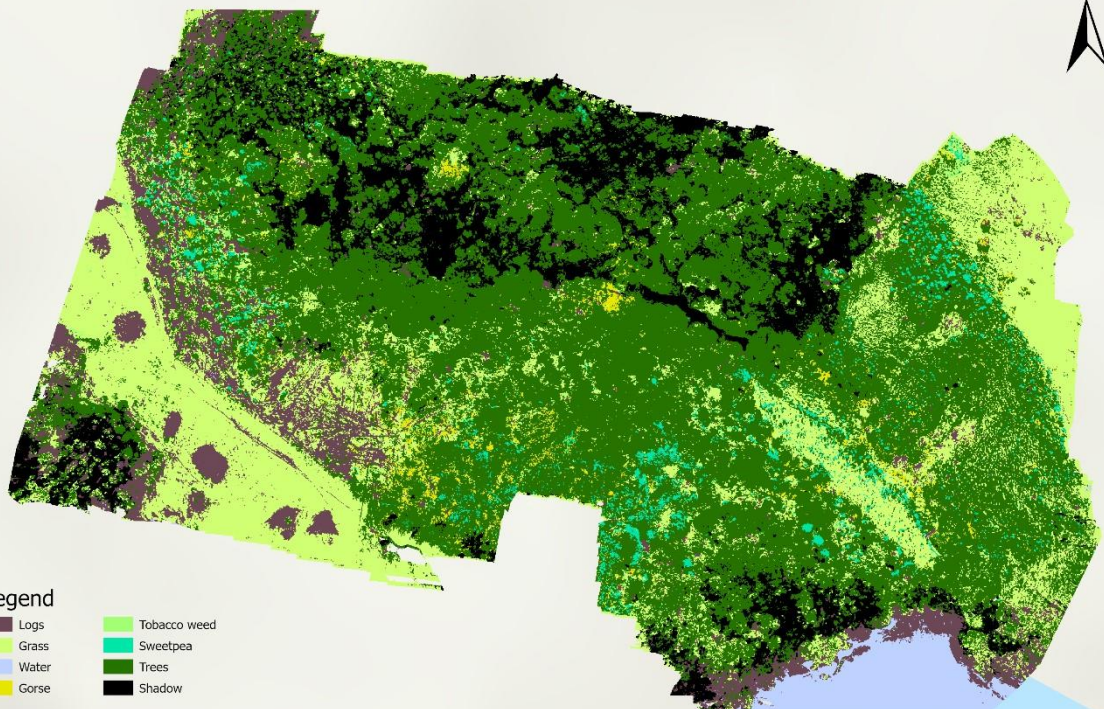 egend
Logs
Grass
Water
Gorse
Tobacco weed
Sweetpea
Trees
Shadow